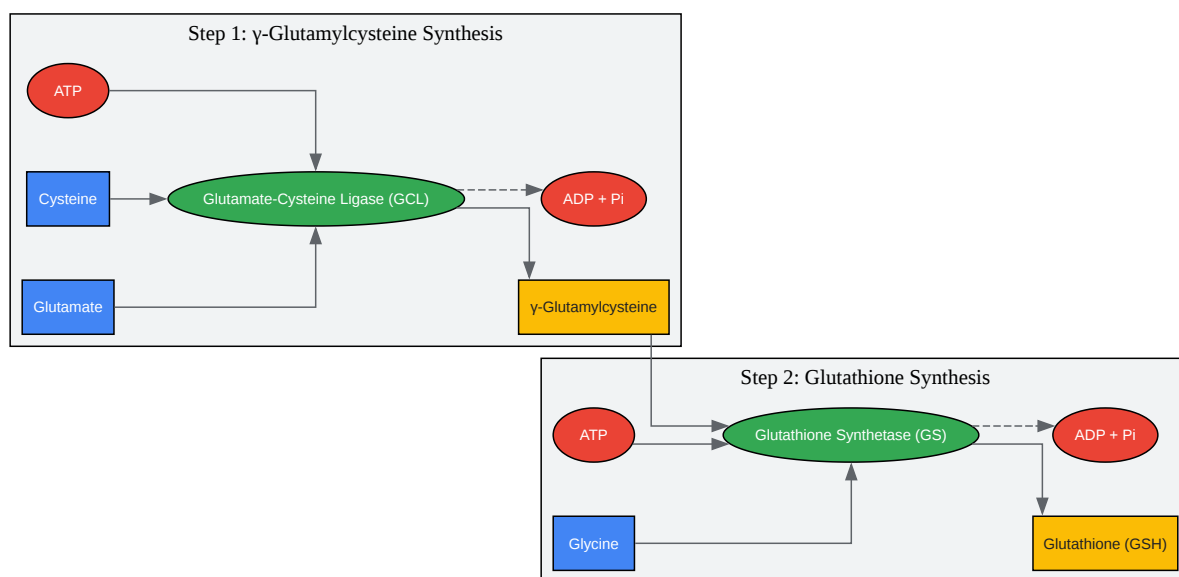 Step 1: γ-Glutamylcysteine Synthesis
ATP
Cysteine
Glutamate-Cysteine Ligase (GCL)
ADP + Pi
Glutamate
γ-Glutamylcysteine
Step 2: Glutathione Synthesis
ATP
Glutathione Synthetase (GS)
ADP + Pi
Glycine
Glutathione (GSH)